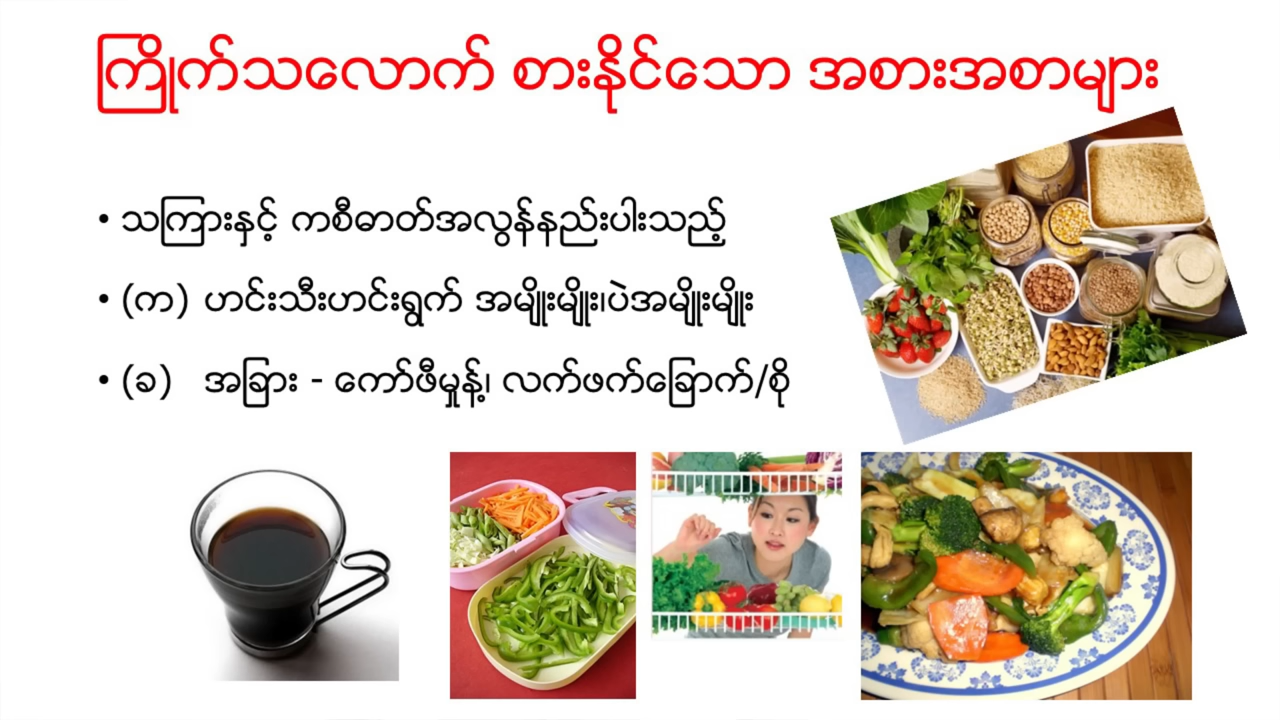 ကြိုက်သလောက် စားနိုင်သော အစားအစာများ
• သကြားနှင့် ကစီဓာတ်အလွန်နည်းပါးသည့်
• (က) ဟင်းသီးဟင်းရွက် အမျိုးမျိုး၊ပဲအမျိုးမျိုး
• (ခ) အခြား - ကော်ဖီမှုန့်၊ လက်ဖက်ခြောက်/စို